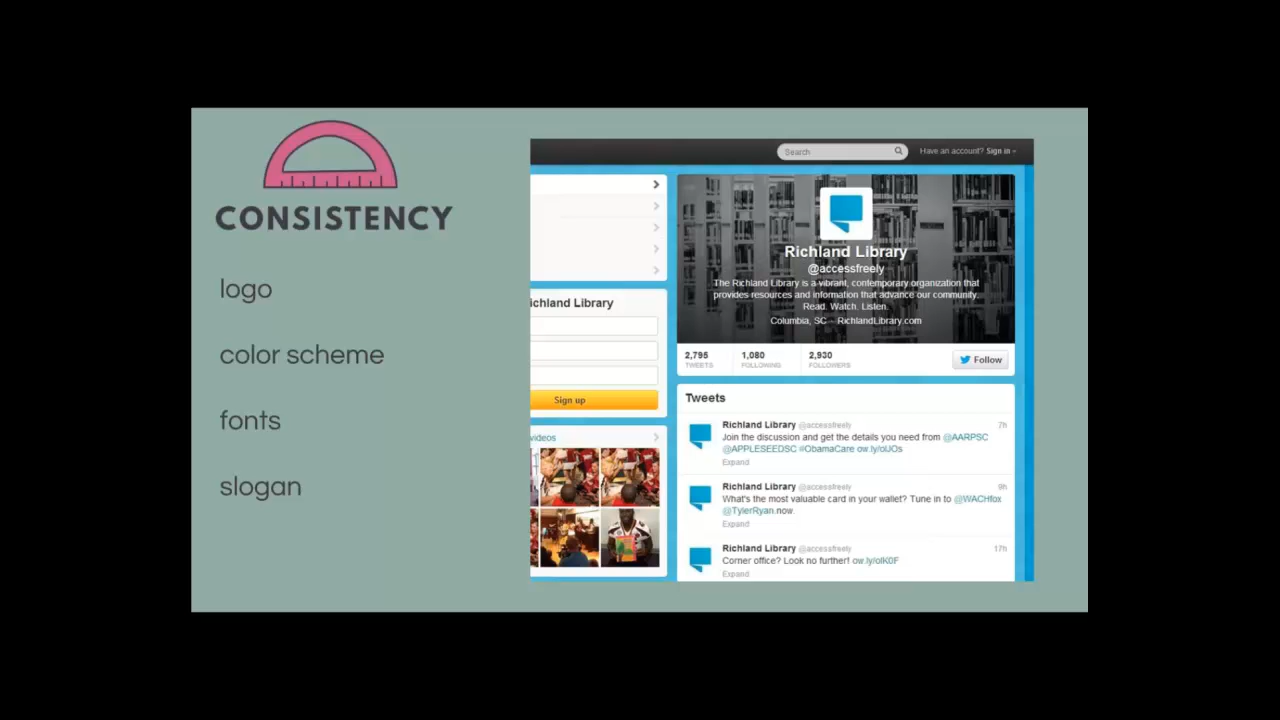 CONSISTENCY
logo
color scheme
fonts
slogan
Search
Have an account? Sign in
ichland Library
Sign up
videos
Richland Library
@accessfreely
The Richland Library is a vibrant, contemporary organization that
provides resources and information that advance our community.
Read. Watch. Listen.
Columbia, SC · RichlandLibrary.com
2,795
TWEETS
1,080
FOLLOWING
2,930
FOLLOWERS
Follow
Tweets
Richland Library @accessfreely 7h
Join the discussion and get the details you need from @AARPSC
@APPLESEEDSC #ObamaCare ow.ly/olJOs
Expand
Richland Library @accessfreely 9h
What's the most valuable card in your wallet? Tune in to @WACHfox
@TylerRyan now.
Expand
Richland Library @accessfreely 17h
Corner office? Look no further! ow.ly/olK0F
Expand